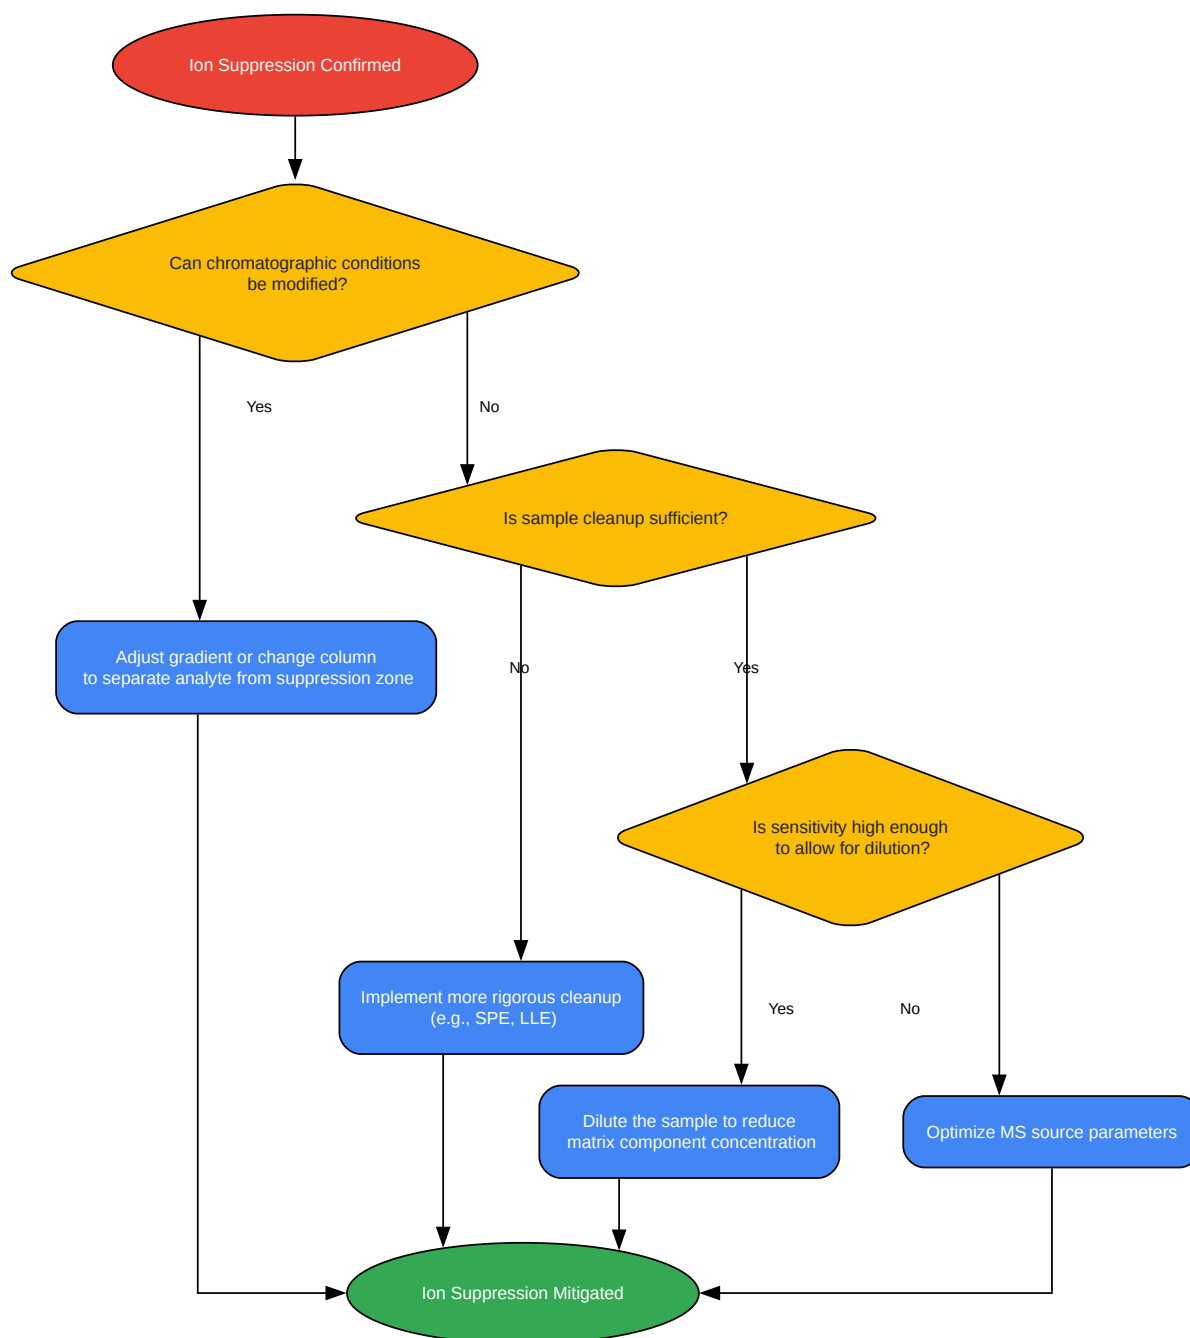 Ion Suppression Confirmed
Can chromatographic conditions
be modified?
Yes
No
Is sample cleanup sufficient?
Adjust gradient or change column
to separate analyte from suppression zone
No
Yes
Is sensitivity high enough
to allow for dilution?
Implement more rigorous cleanup
(e.g., SPE, LLE)
Yes
No
Dilute the sample to reduce
matrix component concentration
Optimize MS source parameters
Ion Suppression Mitigated